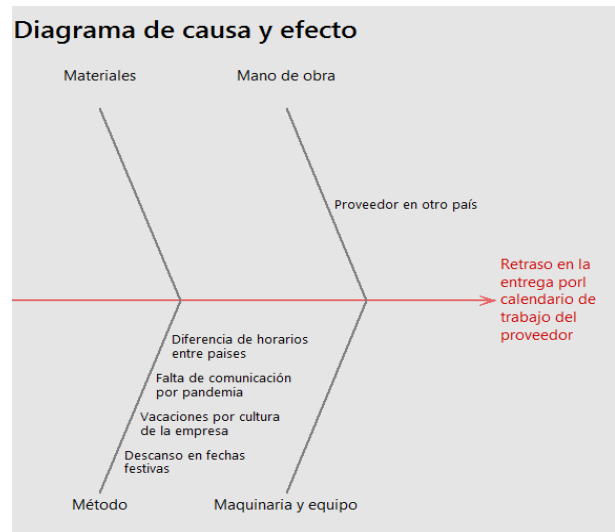 Diagrama de causa y efecto
Materiales
Mano de obra
Proveedor en otro país
Retraso en la
entrega porl
calendario de
trabajo del
proveedor
Diferencia de horarios
entre paises
Falta de comunicación
por pandemia
Vacaciones por cultura
de la empresa
Descanso en fechas
festivas
Método
Maquinaria y equipo